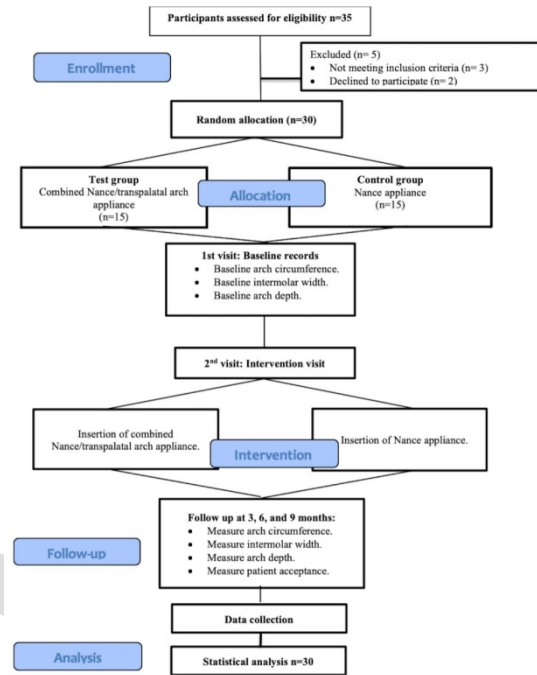 Participants assessed for eligibility n=35
Excluded (n= 5)
• Not meeting inclusion criteria (n= 3)
• Declined to participate (n= 2)
Enrollment
Random allocation (n=30)
Test group
Combined Nance/transpalatal arch
appliance
(n=15)
Allocation
Control group
Nance appliance
(n=15)
1st visit: Baseline records
• Baseline arch circumference.
• Baseline intermolar width.
• Baseline arch depth.
2nd visit: Intervention visit
Insertion of combined
Nance/transpalatal arch appliance.
Intervention
Insertion of Nance appliance.
Follow up at 3, 6, and 9 months:
• Measure arch circumference.
• Measure intermolar width.
• Measure arch depth.
• Measure patient acceptance.
Follow-up
Data collection
Analysis
Statistical analysis n=30